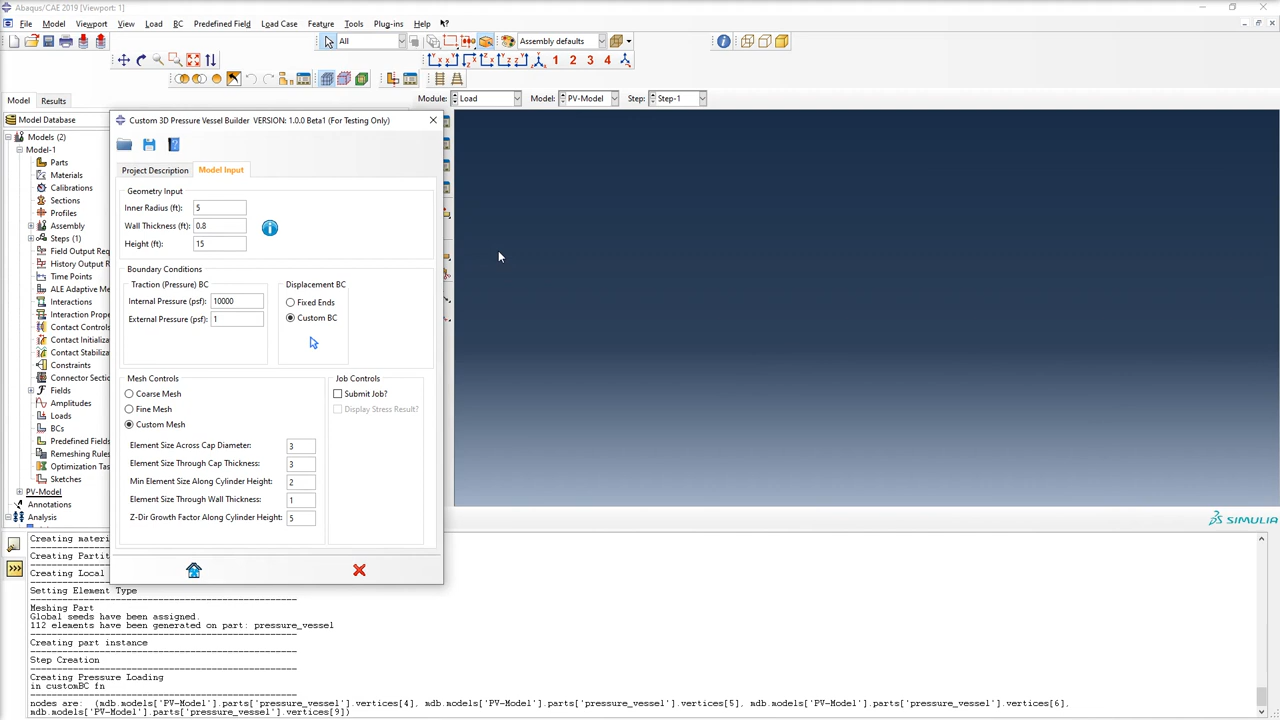 Abaqus/CAE 2019 [Viewport: 1]
File Model Viewport View Load BC Predefined Field Load Case Feature Tools Plug-ins Help
All Assembly defaults
1 2 3 4
Model Results Module: Load Model: PV-Model Step: Step-1
Model Database
Models (2)
Model-1
Parts
Materials
Calibrations
Sections
Profiles
Assembly
Steps (1)
Field Output Req
History Output R
Time Points
ALE Adaptive Me
Interactions
Interaction Prope
Contact Controls
Contact Initializa
Contact Stabiliza
Constraints
Connector Secti
Fields
Amplitudes
Loads
BCs
Predefined Fields
Remeshing Rules
Optimization Tas
Sketches
PV-Model
Annotations
Analysis
Custom 3D Pressure Vessel Builder VERSION: 1.0.0 Beta1 (For Testing Only)
Project Description Model Input
Geometry Input
Inner Radius (ft): 5
Wall Thickness (ft): 0.8
Height (ft): 15
Boundary Conditions
Traction (Pressure) BC
Internal Pressure (psf): 10000
External Pressure (psf): 1
Displacement BC
Fixed Ends
Custom BC
Mesh Controls
Coarse Mesh
Fine Mesh
Custom Mesh
Element Size Across Cap Diameter: 3
Element Size Through Cap Thickness: 3
Min Element Size Along Cylinder Height: 2
Element Size Through Wall Thickness: 1
Z-Dir Growth Factor Along Cylinder Height: 5
Job Controls
Submit Job?
Display Stress Result?
SIMULIA
Creating materi
Creating Partit
Creating Local
Setting Element Type
Meshing Part
Global seeds have been assigned.
112 elements have been generated on part: pressure_vessel
Creating part instance
Step Creation
Creating Pressure Loading
in customBC fn
nodes are: (mdb.models['PV-Model'].parts['pressure_vessel'].vertices[4], mdb.models['PV-Model'].parts['pressure_vessel'].vertices[5], mdb.models['PV-Model'].parts['pressure_vessel'].vertices[6],
mdb.models['PV-Model'].parts['pressure_vessel'].vertices[9])